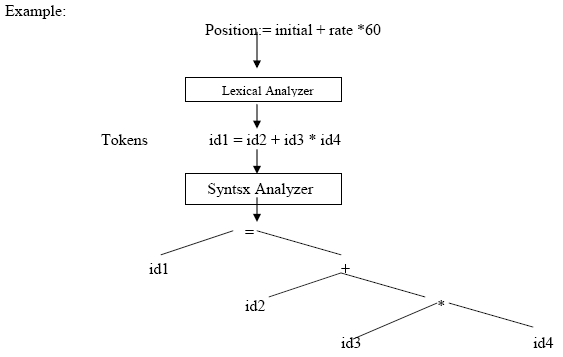 Example:
Position:= initial + rate *60
Lexical Analyzer
Tokens id1 = id2 + id3 * id4
Syntsx Analyzer
=
id1 +
id2 *
id3 id4